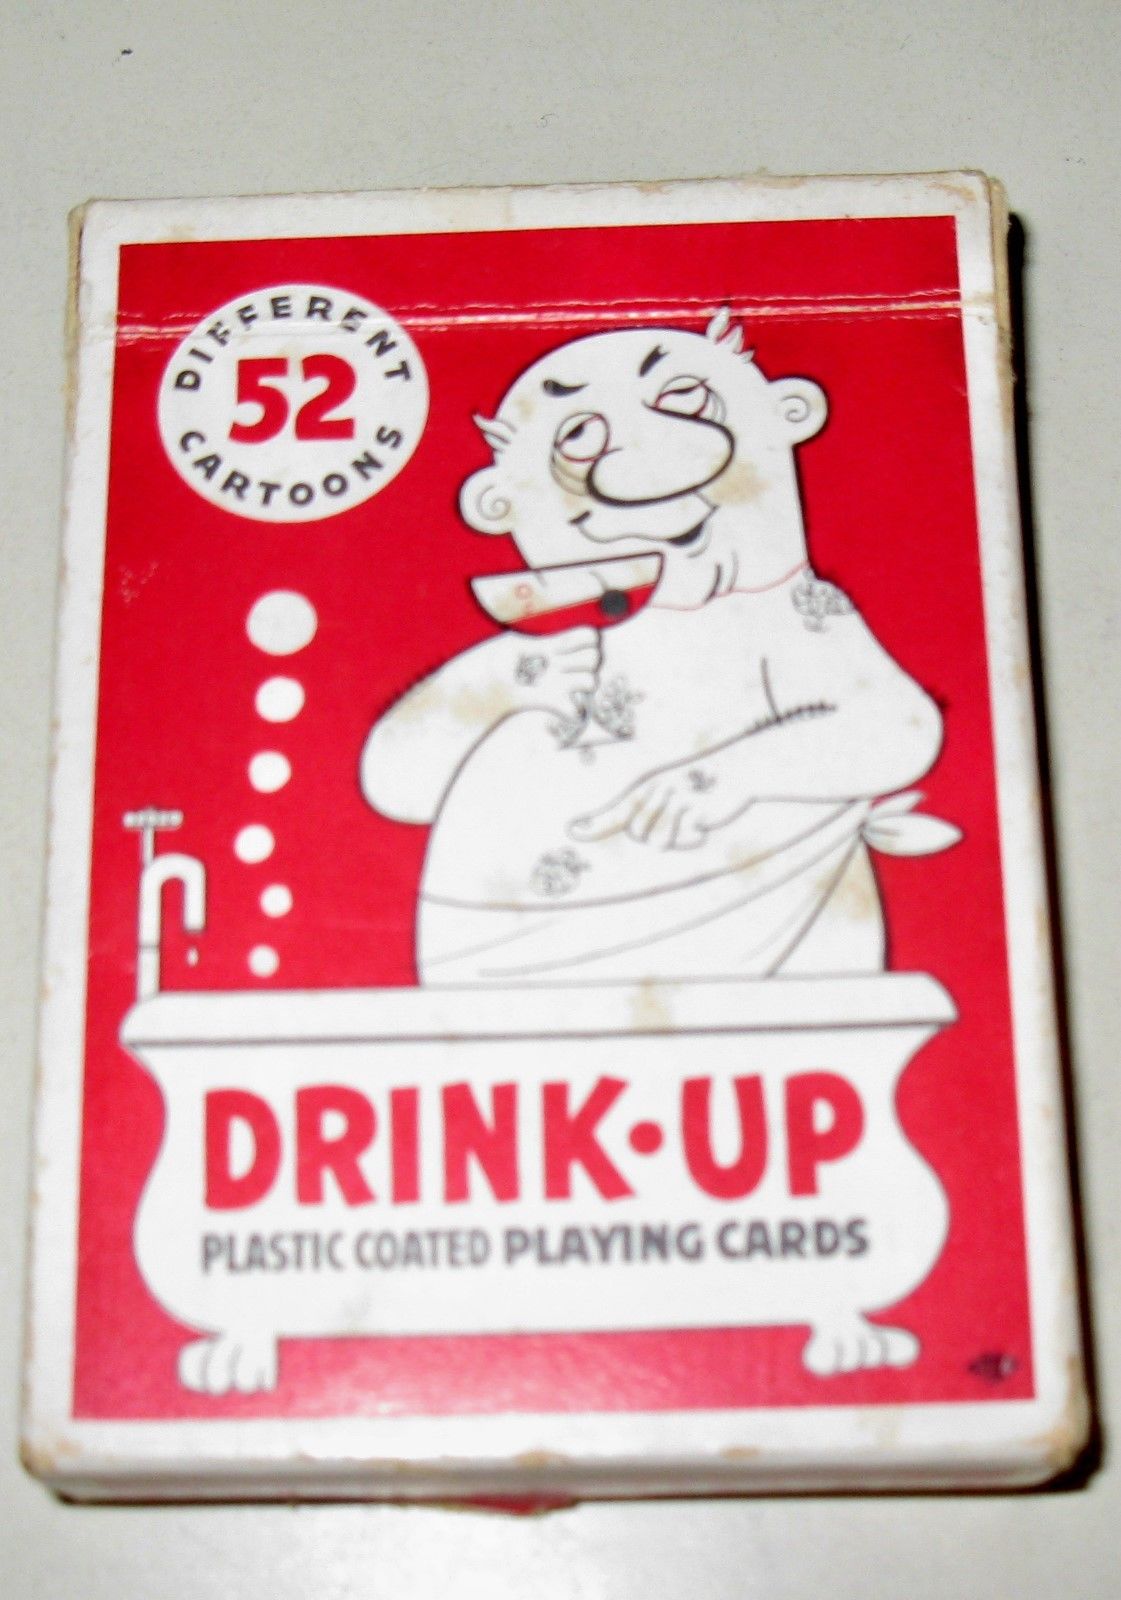 DIFFERENT
52
CARTOONS
DRINK·UP
PLASTIC COATED PLAYING CARDS